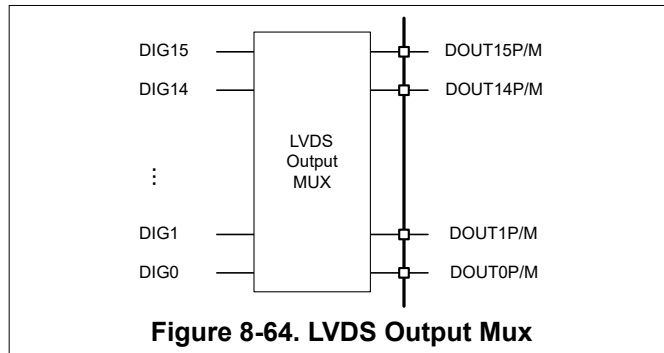 DIG15
DOUT15P/M
DIG14
DOUT14P/M
LVDS
Output
MUX
⋮
DIG1
DOUT1P/M
DIG0
DOUT0P/M
Figure 8-64. LVDS Output Mux